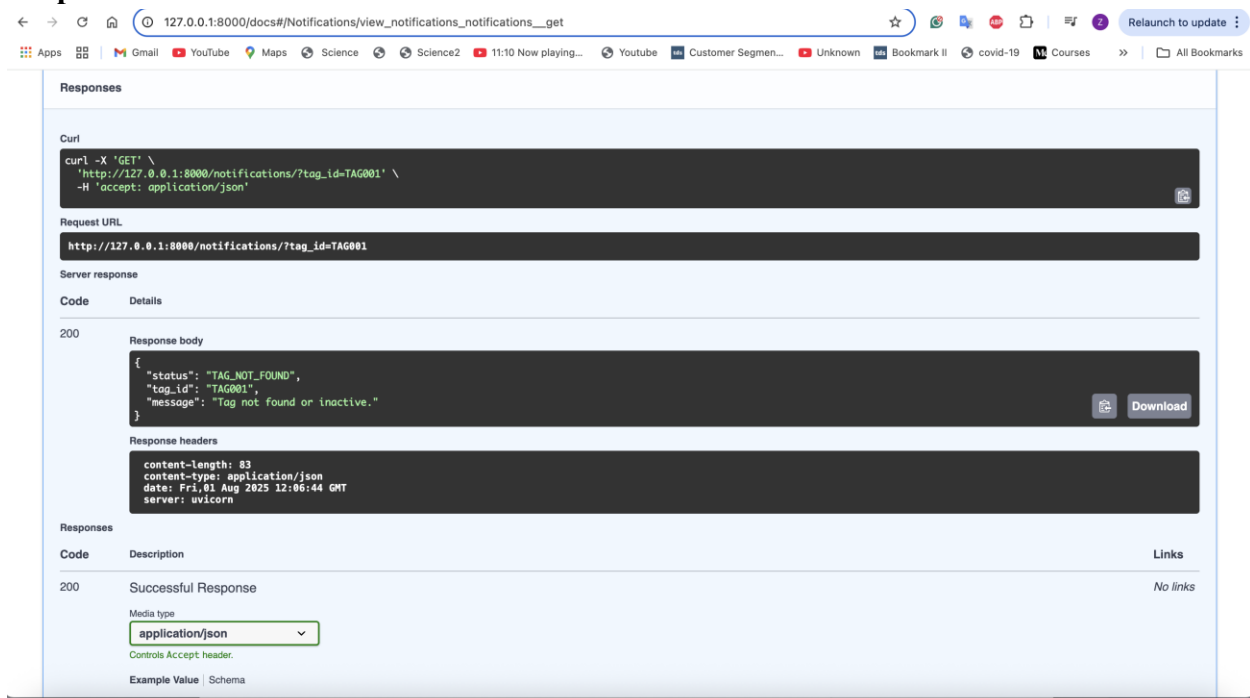 127.0.0.1:8000/docs#/Notifications/view_notifications_notifications__get
Relaunch to update
Apps Gmail YouTube Maps Science Science2 11:10 Now playing... Youtube Customer Segmen... Unknown Bookmark II covid-19 Courses » All Bookmarks
Responses
Curl
curl -X 'GET' \
'http://127.0.0.1:8000/notifications/?tag_id=TAG001' \
-H 'accept: application/json'
Request URL
http://127.0.0.1:8000/notifications/?tag_id=TAG001
Server response
Code Details
200
Response body
{
"status": "TAG_NOT_FOUND",
"tag_id": "TAG001",
"message": "Tag not found or inactive."
}
Download
Response headers
content-length: 83
content-type: application/json
date: Fri,01 Aug 2025 12:06:44 GMT
server: uvicorn
Responses
Code Description Links
200 Successful Response No links
Media type
application/json
Controls Accept header.
Example Value Schema